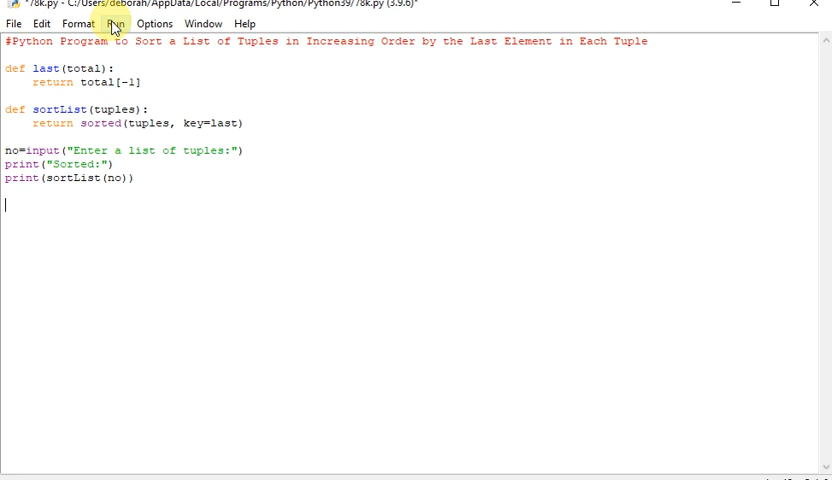 *78k.py - C:/Users/deborah/AppData/Local/Programs/Python/Python39/78k.py (3.9.6)*
File Edit Format Run Options Window Help
#Python Program to Sort a List of Tuples in Increasing Order by the Last Element in Each Tuple
def last(total):
return total[-1]
def sortList(tuples):
return sorted(tuples, key=last)
no=input("Enter a list of tuples:")
print("Sorted:")
print(sortList(no))